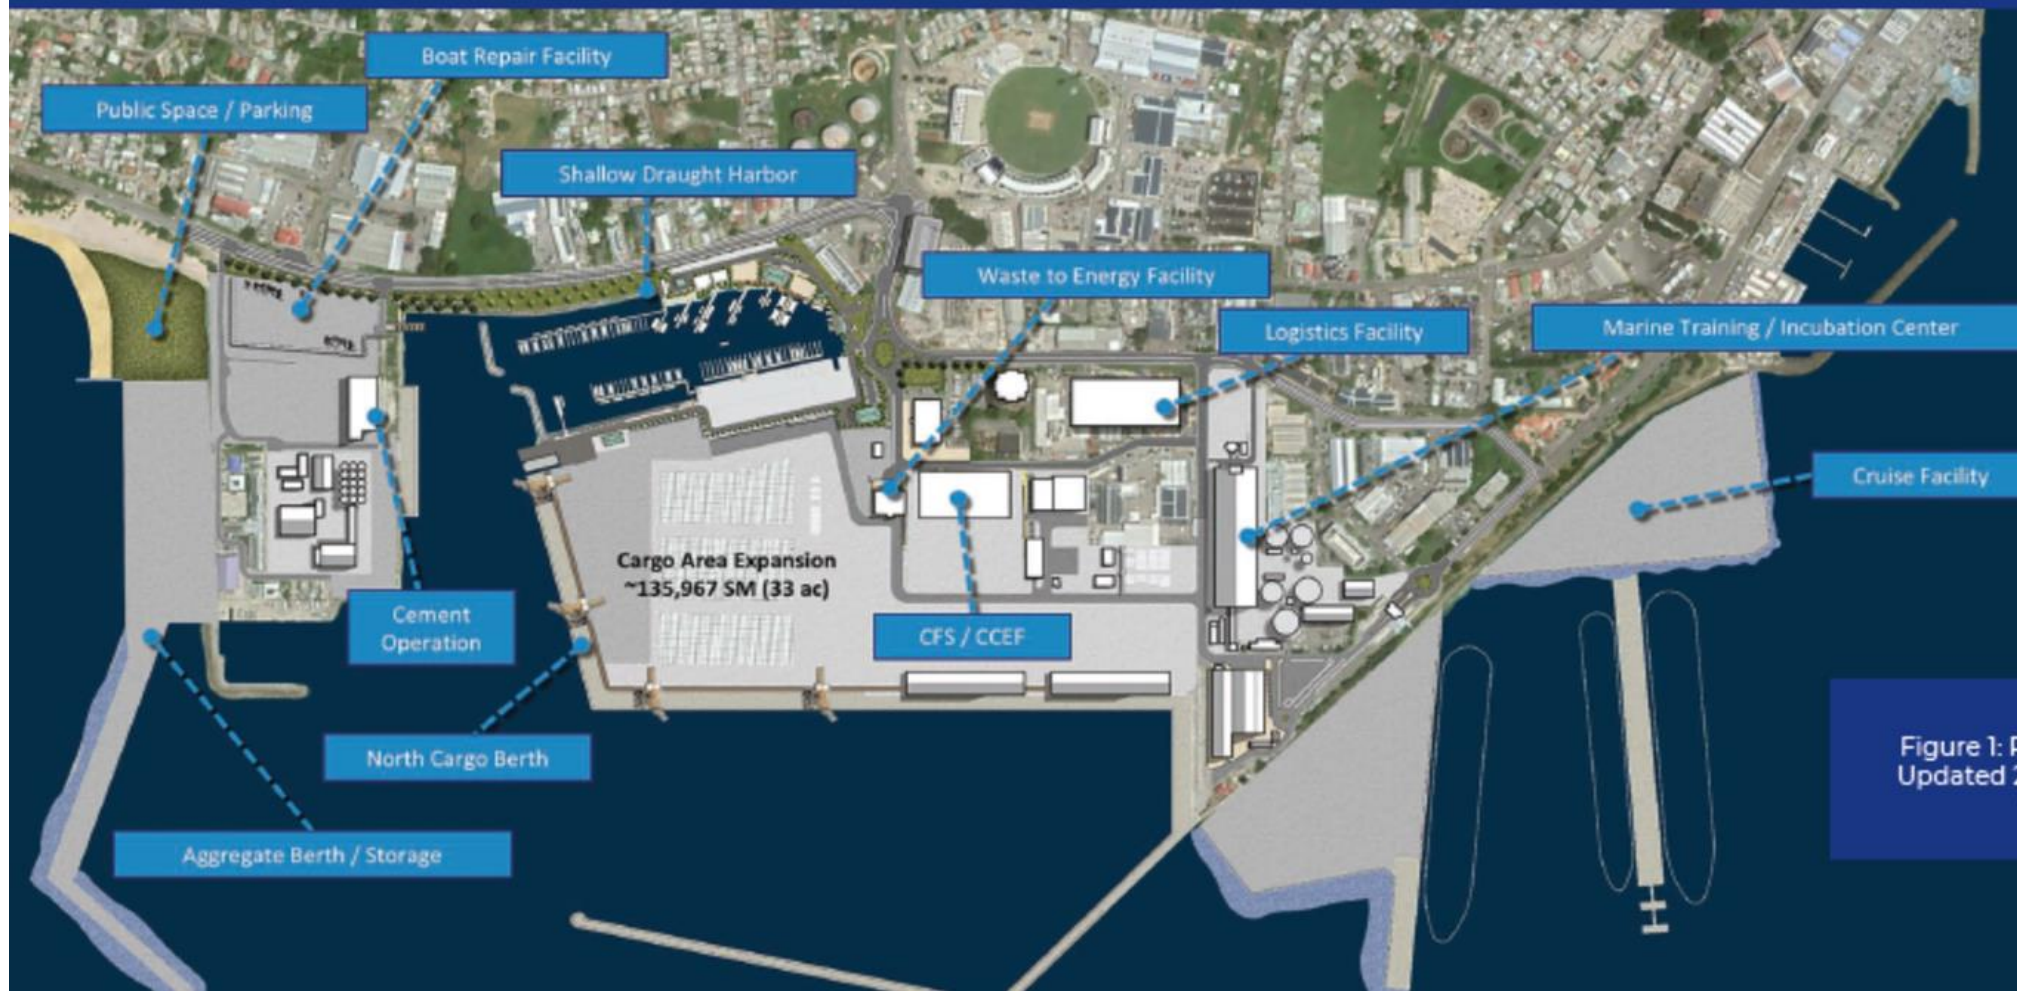 Boat Repair Facility
Public Space / Parking
Shallow Draught Harbor
Waste to Energy Facility
Logistics Facility
Marine Training / Incubation Center
Cruise Facility
Cargo Area Expansion
~135,967 SM (33 ac)
Cement
Operation
CFS / CCEF
North Cargo Berth
Aggregate Berth / Storage
Figure 1:
Updated